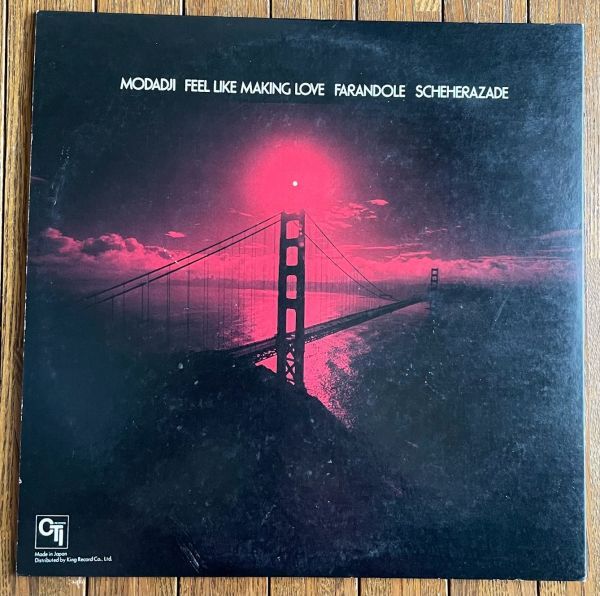 MODADJI FEEL LIKE MAKING LOVE FARANDOLE SCHEHERAZADE
CTI
Made in Japan
Distributed by King Record Co., Ltd.